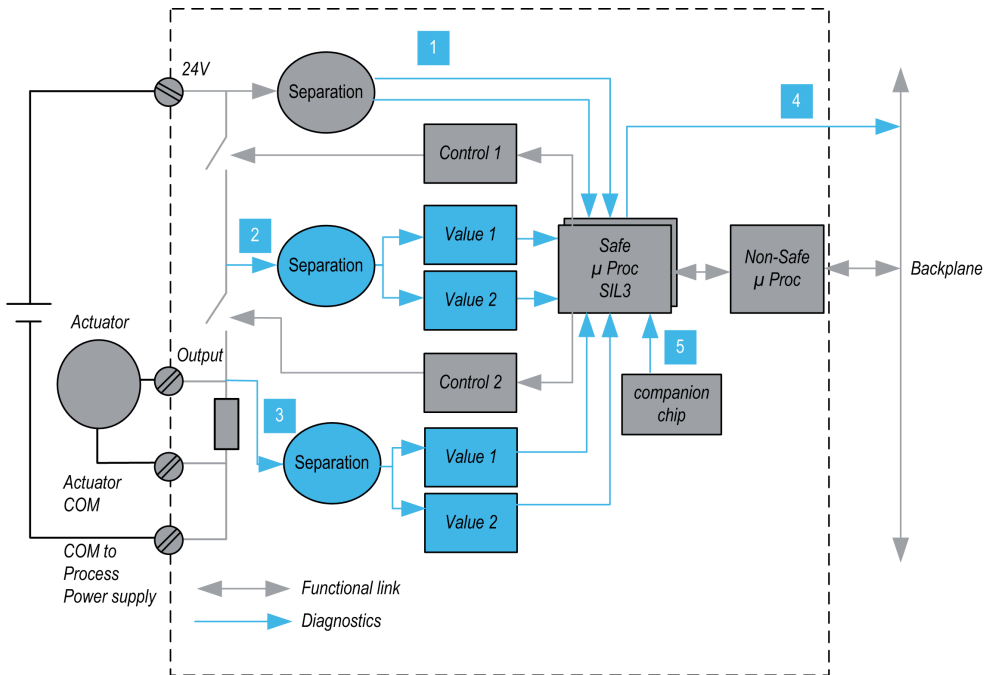 24V
Separation
1
4
Control 1
2
Separation
Value 1
Value 2
Safe
µ Proc
SIL3
Non-Safe
µ Proc
Backplane
Actuator
Output
Control 2
5
companion
chip
3
Separation
Value 1
Value 2
Actuator
COM
COM to
Process
Power supply
Functional link
Diagnostics